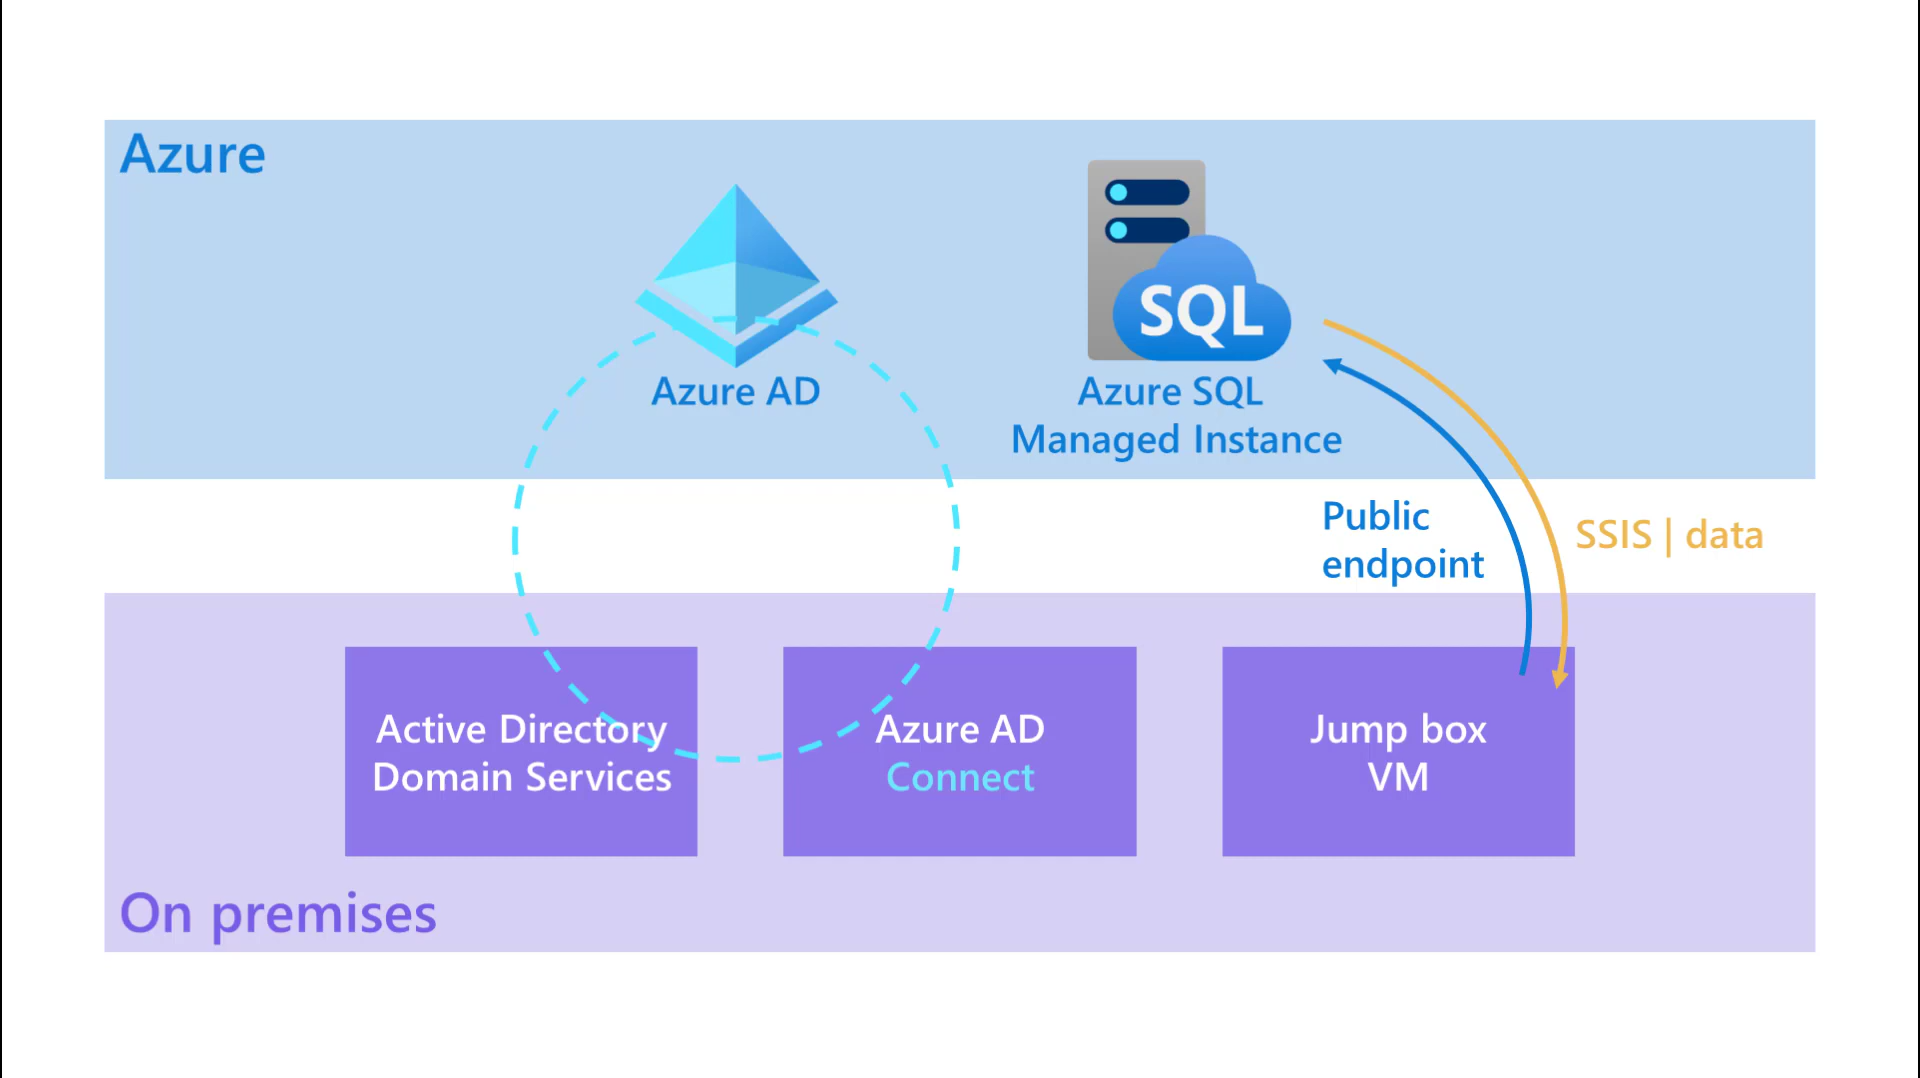 Azure
SQL
Azure AD
Azure SQL
Managed Instance
Public
endpoint
SSIS | data
Active Directory
Domain Services
Azure AD
Connect
Jump box
VM
On premises